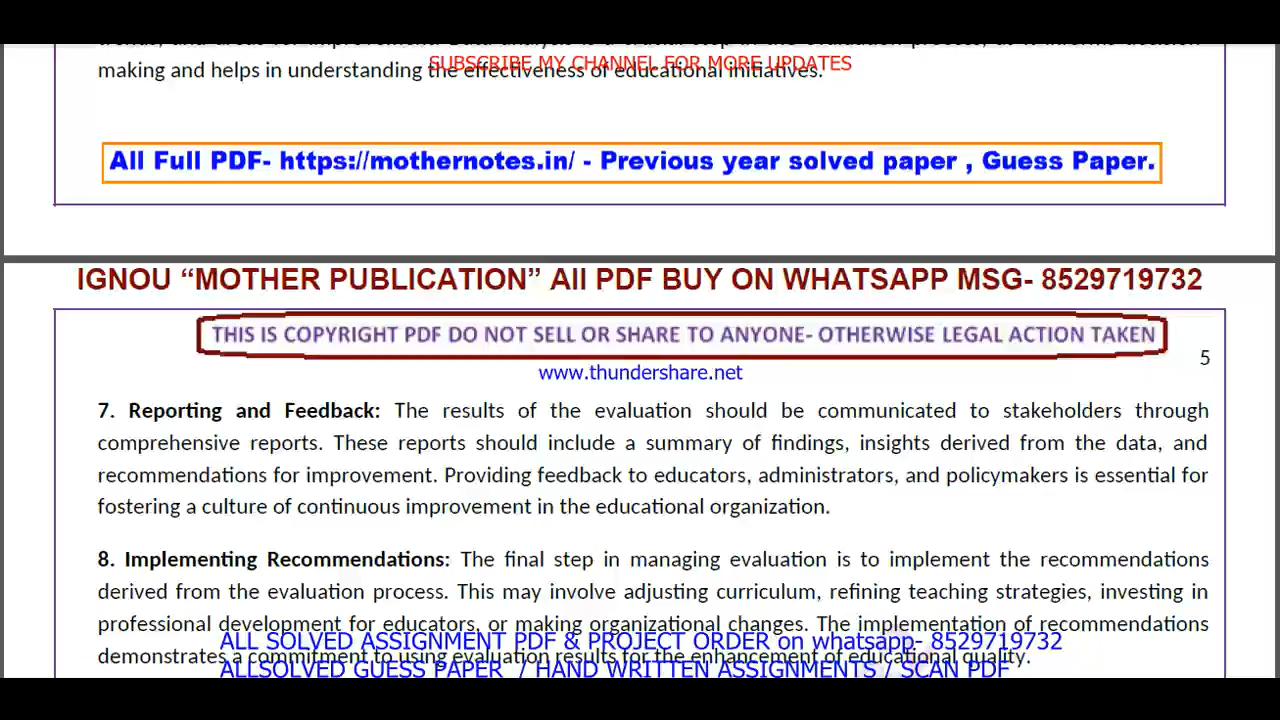 making and helps in understanding the effectiveness of educational initiatives.
SUBSCRIBE MY CHANNEL FOR MORE UPDATES
All Full PDF- https://mothernotes.in/ - Previous year solved paper , Guess Paper.
IGNOU “MOTHER PUBLICATION” All PDF BUY ON WHATSAPP MSG- 8529719732
THIS IS COPYRIGHT PDF DO NOT SELL OR SHARE TO ANYONE- OTHERWISE LEGAL ACTION TAKEN
5
www.thundershare.net
7. Reporting and Feedback: The results of the evaluation should be communicated to stakeholders through
comprehensive reports. These reports should include a summary of findings, insights derived from the data, and
recommendations for improvement. Providing feedback to educators, administrators, and policymakers is essential for
fostering a culture of continuous improvement in the educational organization.
8. Implementing Recommendations: The final step in managing evaluation is to implement the recommendations
derived from the evaluation process. This may involve adjusting curriculum, refining teaching strategies, investing in
professional development for educators, or making organizational changes. The implementation of recommendations
ALL SOLVED ASSIGNMENT PDF & PROJECT ORDER on whatsapp- 8529719732
demonstrates a commitment to using evaluation results for the enhancement of educational quality.
ALLSOLVED GUESS PAPER / HAND WRITTEN ASSIGNMENTS / SCAN PDF